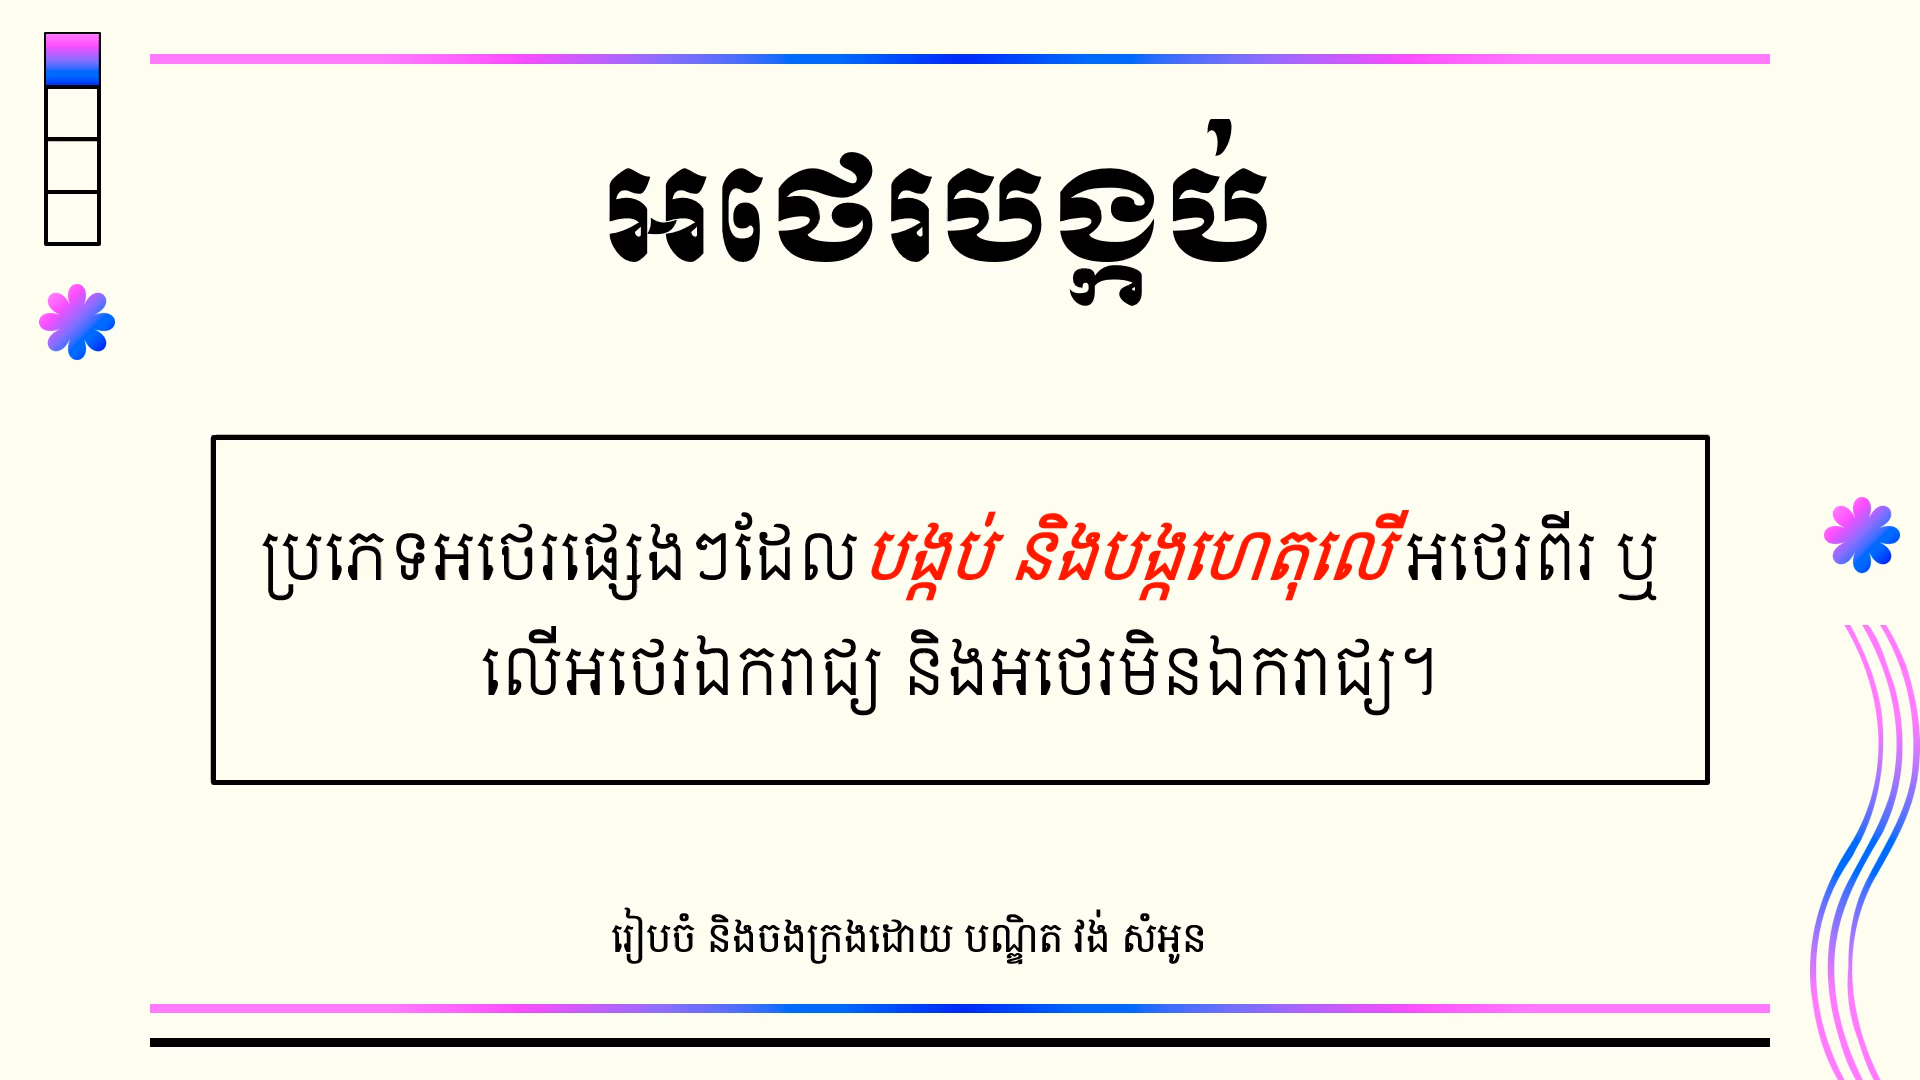 អថេរបង្កប់
ប្រភេទអថេរផ្សេងៗដែលបង្កប់ និងបង្កហេតុលើអថេរពីរ ឬ
លើអថេរឯករាជ្យ និងអថេរមិនឯករាជ្យ។
រៀបចំ និងចងក្រងដោយ បណ្ឌិត វង់ សំអូន